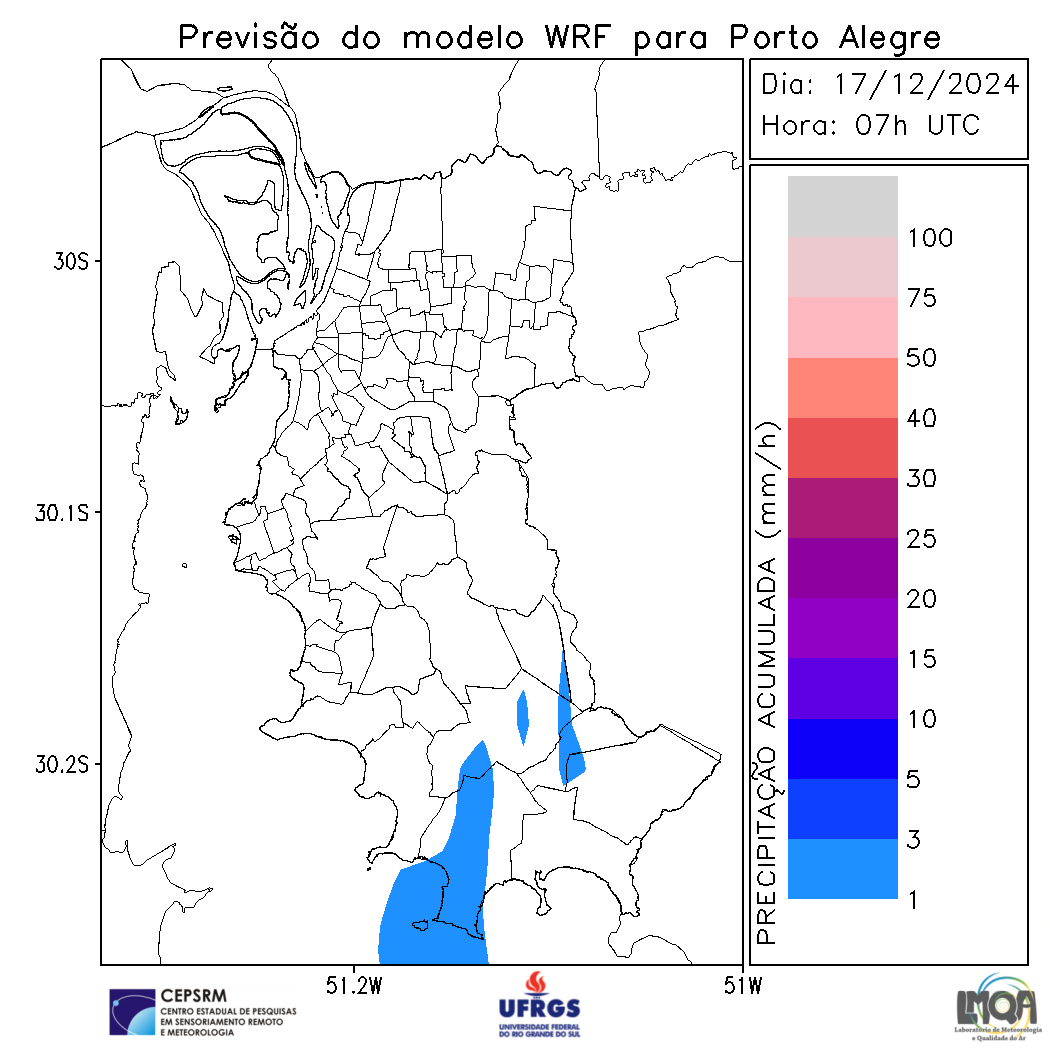 Previsão do modelo WRF para Porto Alegre
Dia: 17/12/2024
Hora: 07h UTC
30S
30.1S
30.2S
51.2W
51W
PRECIPITAÇÃO ACUMULADA (mm/h)
100
75
50
40
30
25
20
15
10
5
3
1
CEPSRM
CENTRO ESTADUAL DE PESQUISAS
EM SENSORIAMENTO REMOTO
E METEOROLOGIA
UFRGS
UNIVERSIDADE FEDERAL
DO RIO GRANDE DO SUL
LMQA
Laboratório de Meteorologia
e Qualidade do Ar